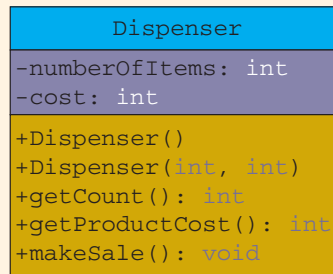 Dispenser
-numberOfItems: int
-cost: int
+Dispenser()
+Dispenser(int, int)
+getCount(): int
+getProductCost(): int
+makeSale(): void